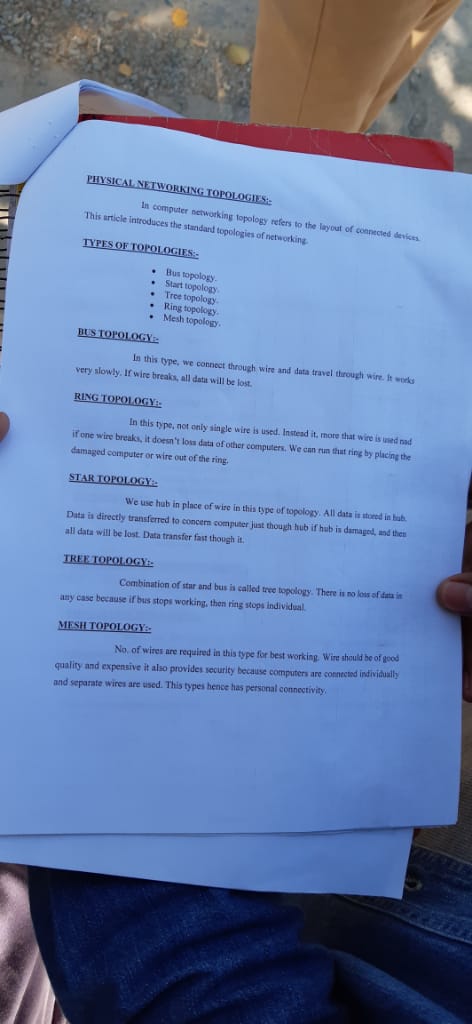 PHYSICAL NETWORKING TOPOLOGIES:-
In computer networking topology refers to the layout of connected devices.
This article introduces the standard topologies of networking.
TYPES OF TOPOLOGIES:-
• Bus topology.
• Start topology.
• Tree topology.
• Ring topology.
• Mesh topology.
BUS TOPOLOGY:-
In this type, we connect through wire and data travel through wire. It works
very slowly. If wire breaks, all data will be lost.
RING TOPOLOGY:-
In this type, not only single wire is used. Instead it, more that wire is used nad
if one wire breaks, it doesn't loss data of other computers. We can run that ring by placing the
damaged computer or wire out of the ring.
STAR TOPOLOGY:-
We use hub in place of wire in this type of topology. All data is stored in hub.
Data is directly transferred to concern computer just though hub if hub is damaged, and then
all data will be lost. Data transfer fast though it.
TREE TOPOLOGY:-
Combination of star and bus is called tree topology. There is no loss of data in
any case because if bus stops working, then ring stops individual.
MESH TOPOLOGY:-
No. of wires are required in this type for best working. Wire should be of good
quality and expensive it also provides security because computers are connected individually
and separate wires are used. This types hence has personal connectivity.